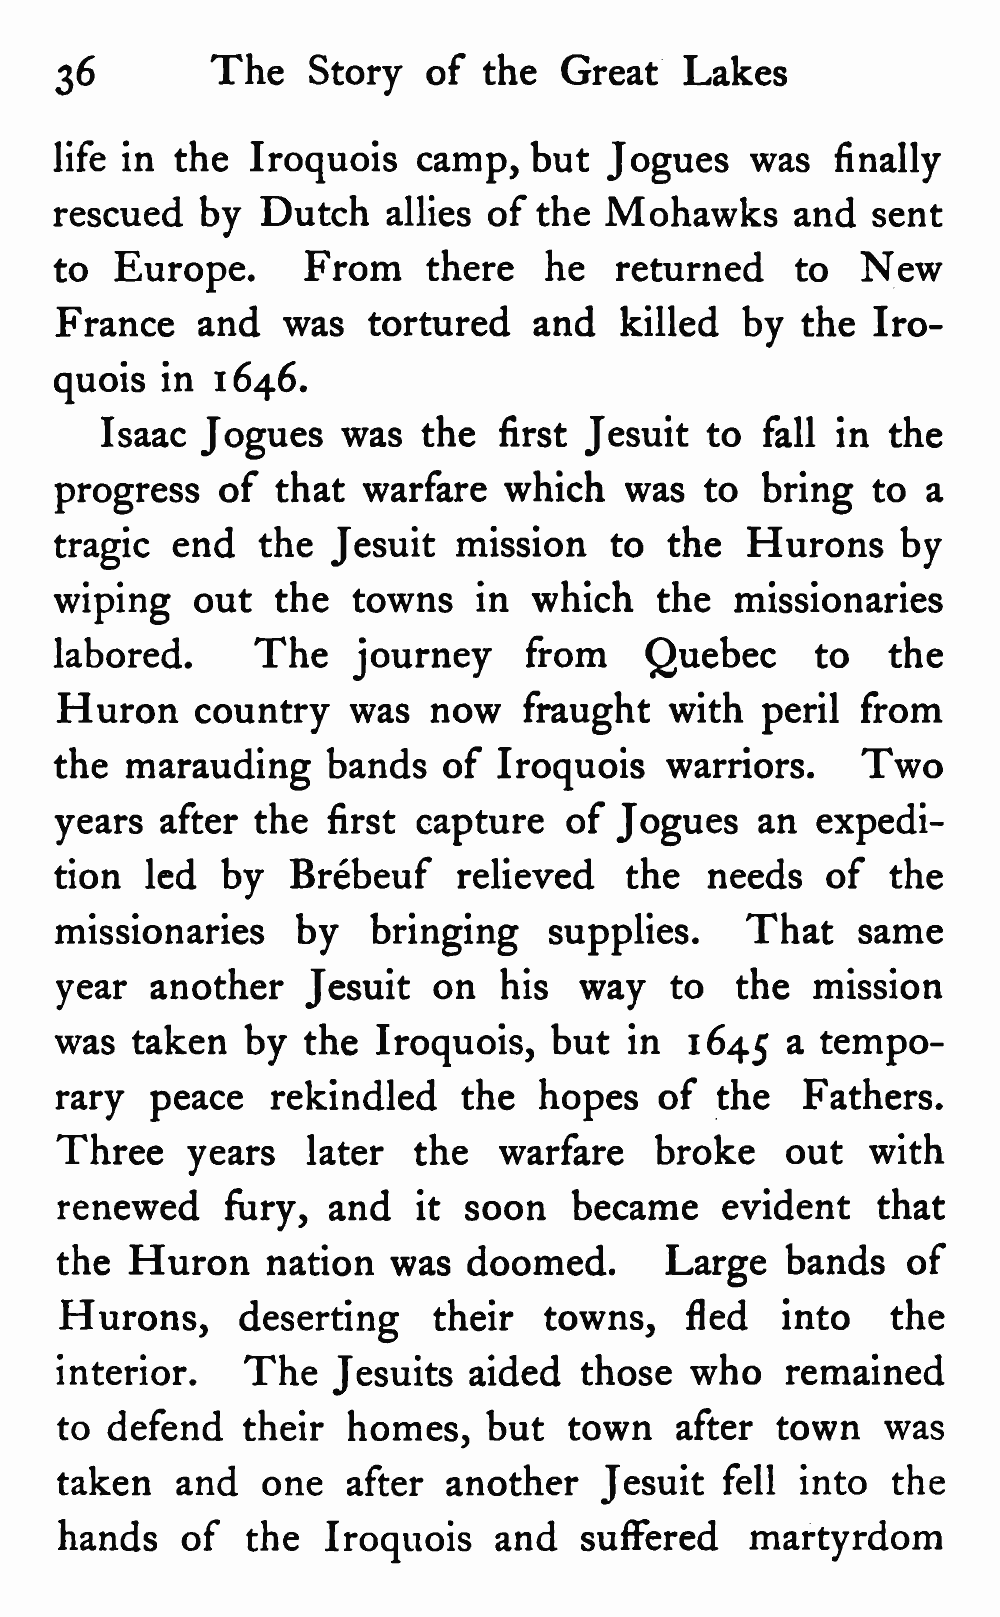 36 The Story of the Great Lakes
life in the Iroquois camp, but Jogues was finally
rescued by Dutch allies of the Mohawks and sent
to Europe. From there he returned to New
France and was tortured and killed by the Iro-
quois in 1646.
Isaac Jogues was the first Jesuit to fall in the
progress of that warfare which was to bring to a
tragic end the Jesuit mission to the Hurons by
wiping out the towns in which the missionaries
labored. The journey from Quebec to the
Huron country was now fraught with peril from
the marauding bands of Iroquois warriors. Two
years after the first capture of Jogues an expedi-
tion led by Brébeuf relieved the needs of the
missionaries by bringing supplies. That same
year another Jesuit on his way to the mission
was taken by the Iroquois, but in 1645 a tempo-
rary peace rekindled the hopes of the Fathers.
Three years later the warfare broke out with
renewed fury, and it soon became evident that
the Huron nation was doomed. Large bands of
Hurons, deserting their towns, fled into the
interior. The Jesuits aided those who remained
to defend their homes, but town after town was
taken and one after another Jesuit fell into the
hands of the Iroquois and suffered martyrdom